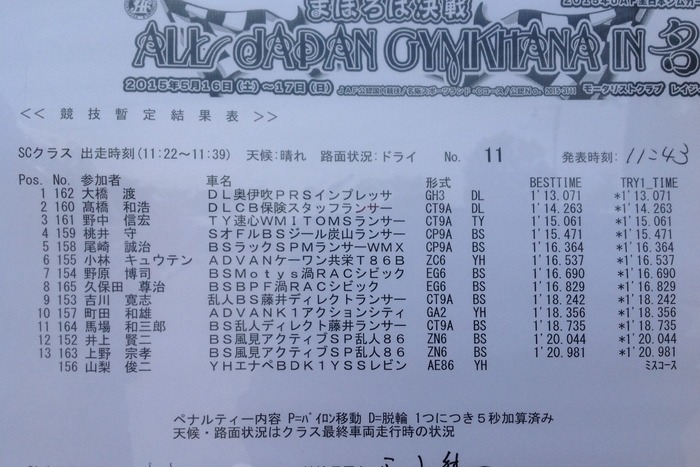 まほろば決戦
ALL JAPAN GYMKHANA IN 名
2015年5月16日(土)~17日(日)
モータリストクラブ レイジ
<< 競技暫定結果表 >>
SCクラス 出走時刻(11:22~11:39) 天候:晴れ 路面状況:ドライ No. 11 発表時刻: 11:43
Pos. No. 参加者 車名 形式 BESTTIME TRY1_TIME
1 162 大橋 渡 DL奥伊吹PRSインプレッサ GH3 DL 1'13.071 *1'13.071
2 160 髙橋 和浩 DLCB保険スタッフランサー CT9A DL 1'14.263 *1'14.263
3 161 野中 信宏 TY速心WMITOMSランサー CT9A TY 1'15.061 *1'15.061
4 159 桃井 守 SオFルBSジール炭山ランサー CP9A BS 1'15.471 *1'15.471
5 158 尾崎 誠治 BSラックSPMランサーWMX CP9A BS 1'16.364 *1'16.364
6 155 小林 キュウテン ADVANケーワン共栄T86B ZC6 YH 1'16.537 *1'16.537
7 154 野原 博司 BSMotys渦RACシビック EG6 BS 1'16.690 *1'16.690
8 165 久保田 尊治 BSBPF渦RACシビック EG6 BS 1'16.829 *1'16.829
9 153 吉川 寛志 乱人BS藤井ディレクトランサー CT9A BS 1'18.242 *1'18.242
10 157 町田 和雄 ADVANK1アクションシティ GA2 YH 1'18.356 *1'18.356
11 164 馬場 和三郎 BS乱人ディレクト藤井ランサー CT9A BS 1'18.735 *1'18.735
12 152 井上 賢二 BS風見アクティブSP乱人86 ZN6 BS 1'20.044 *1'20.044
13 163 上野 宗孝 BS風見アクティブSP乱人86 ZN6 BS 1'20.981 *1'20.981
156 山梨 俊二 YHエナペBDK1YSSレビン AE86 YH ミスコース
ペナルティー内容 P=パイロン移動 D=脱輪 1つにつき5秒加算済み
天候・路面状況はクラス最終車両走行時の状況